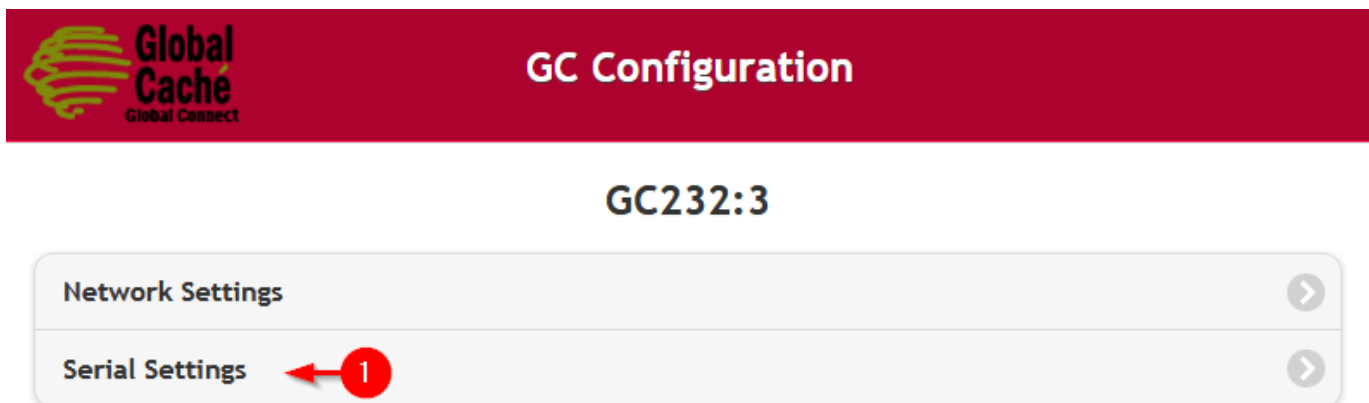 Global
Caché
Global Connect
GC Configuration
GC232:3
Network Settings
Serial Settings
1